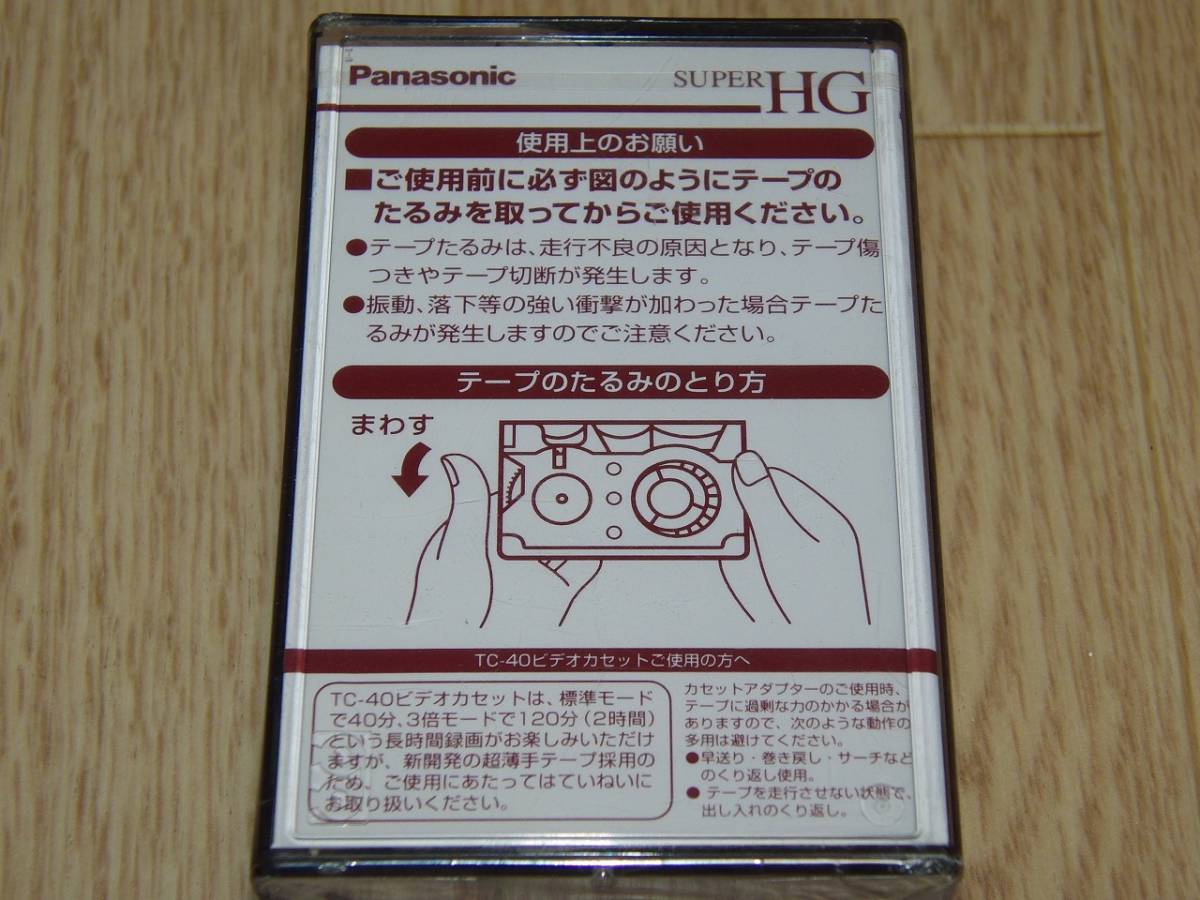 Panasonic
SUPER HG
使用上のお願い
■ご使用前に必ず図のようにテープの
たるみを取ってからご使用ください。
●テープたるみは、走行不良の原因となり、テープ傷
つきやテープ切断が発生します。
●振動、落下等の強い衝撃が加わった場合テープた
るみが発生しますのでご注意ください。
テープのたるみのとり方
まわす
TC-40ビデオカセットご使用の方へ
TC-40ビデオカセットは、標準モード
で40分、3倍モードで120分(2時間)
という長時間録画がお楽しみいただけ
ますが、新開発の超薄手テープ採用の
ため、ご使用にあたってはていねいに
お取り扱いください。
カセットアダプターのご使用時、
テープに過剰な力のかかる場合が
ありますので、次のような動作の
多用は避けてください。
●早送り・巻き戻し・サーチなど
のくり返し使用。
●テープを走行させない状態で、
出し入れのくり返し。